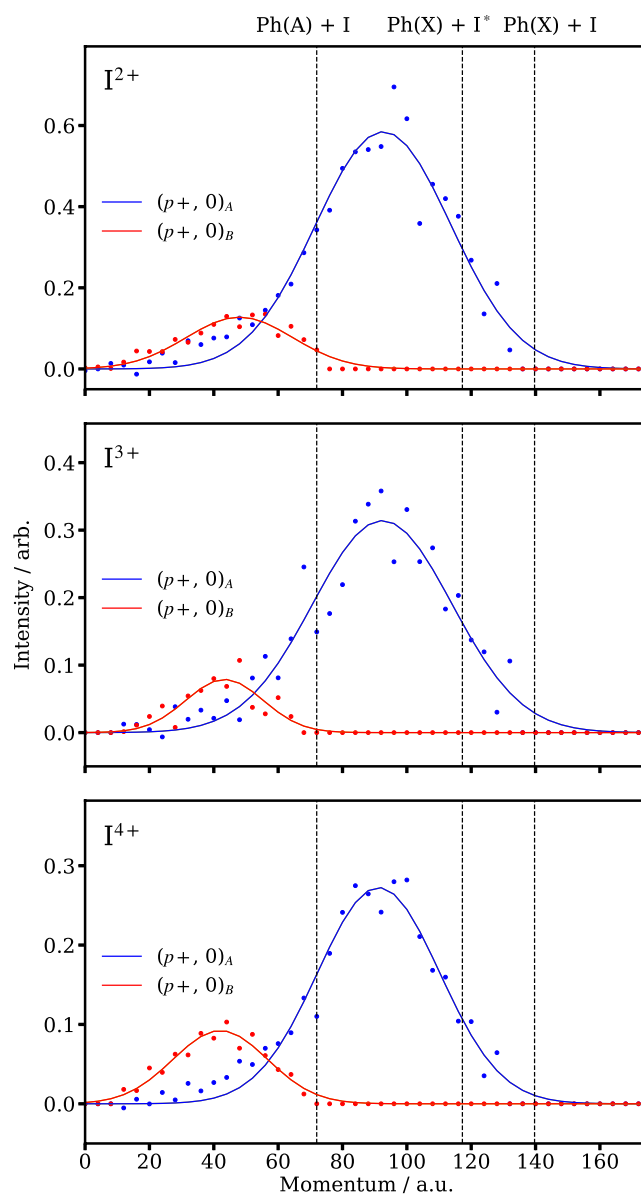 Ph(A) + I Ph(X) + I* Ph(X) + I
I2+
0.6
0.4
0.2
0.0
(p+, 0)A
(p+, 0)B
I3+
0.4
0.3
0.2
0.1
0.0
(p+, 0)A
(p+, 0)B
Intensity / arb.
I4+
0.3
0.2
0.1
0.0
(p+, 0)A
(p+, 0)B
0 20 40 60 80 100 120 140 160
Momentum / a.u.